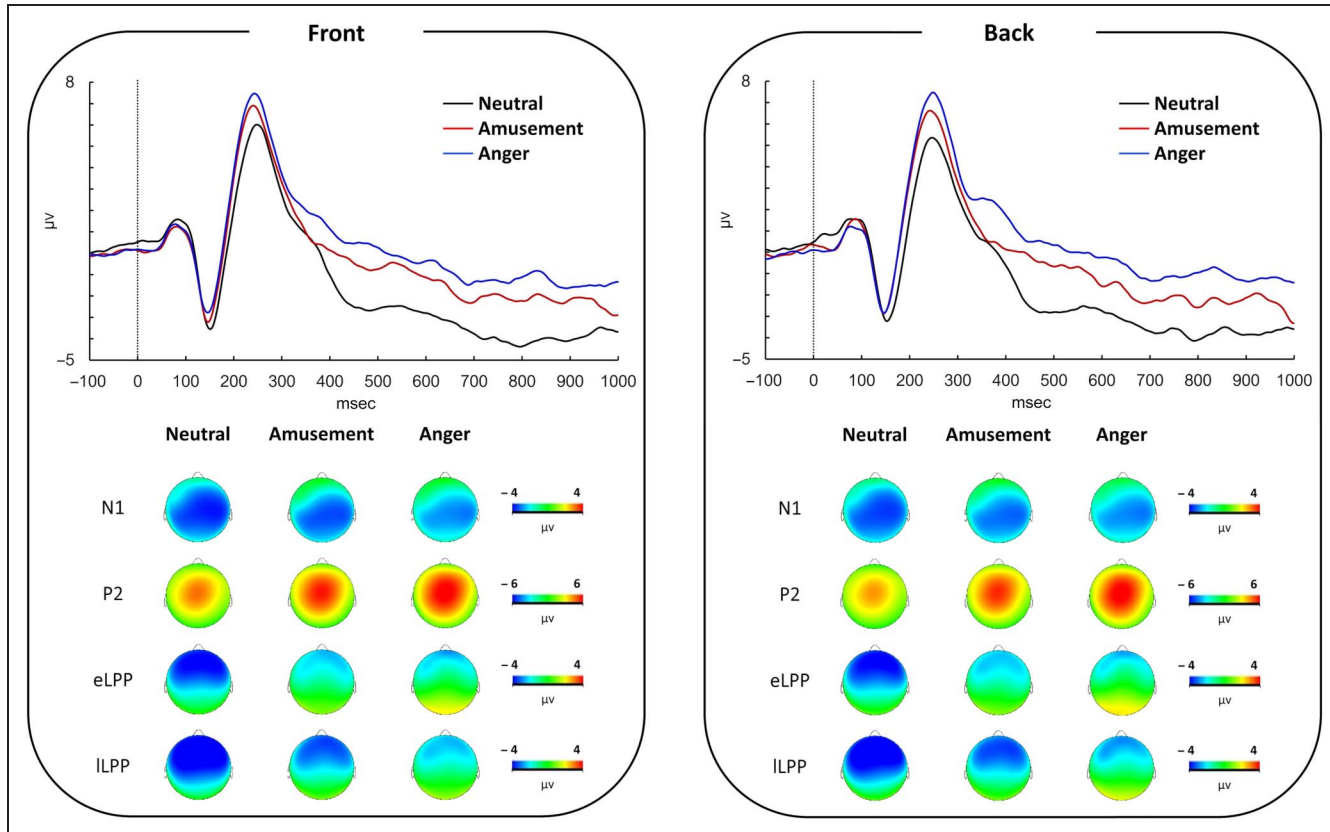 Front
8
Neutral
Amusement
Anger
μv
−5
−100 0 100 200 300 400 500 600 700 800 900 1000
msec
Neutral Amusement Anger
N1
− 4 4
μv
P2
− 6 6
μv
eLPP
− 4 4
μv
lLPP
− 4 4
μv
Back
8
Neutral
Amusement
Anger
μv
−5
−100 0 100 200 300 400 500 600 700 800 900 1000
msec
Neutral Amusement Anger
N1
− 4 4
μv
P2
− 6 6
μv
eLPP
− 4 4
μv
lLPP
− 4 4
μv